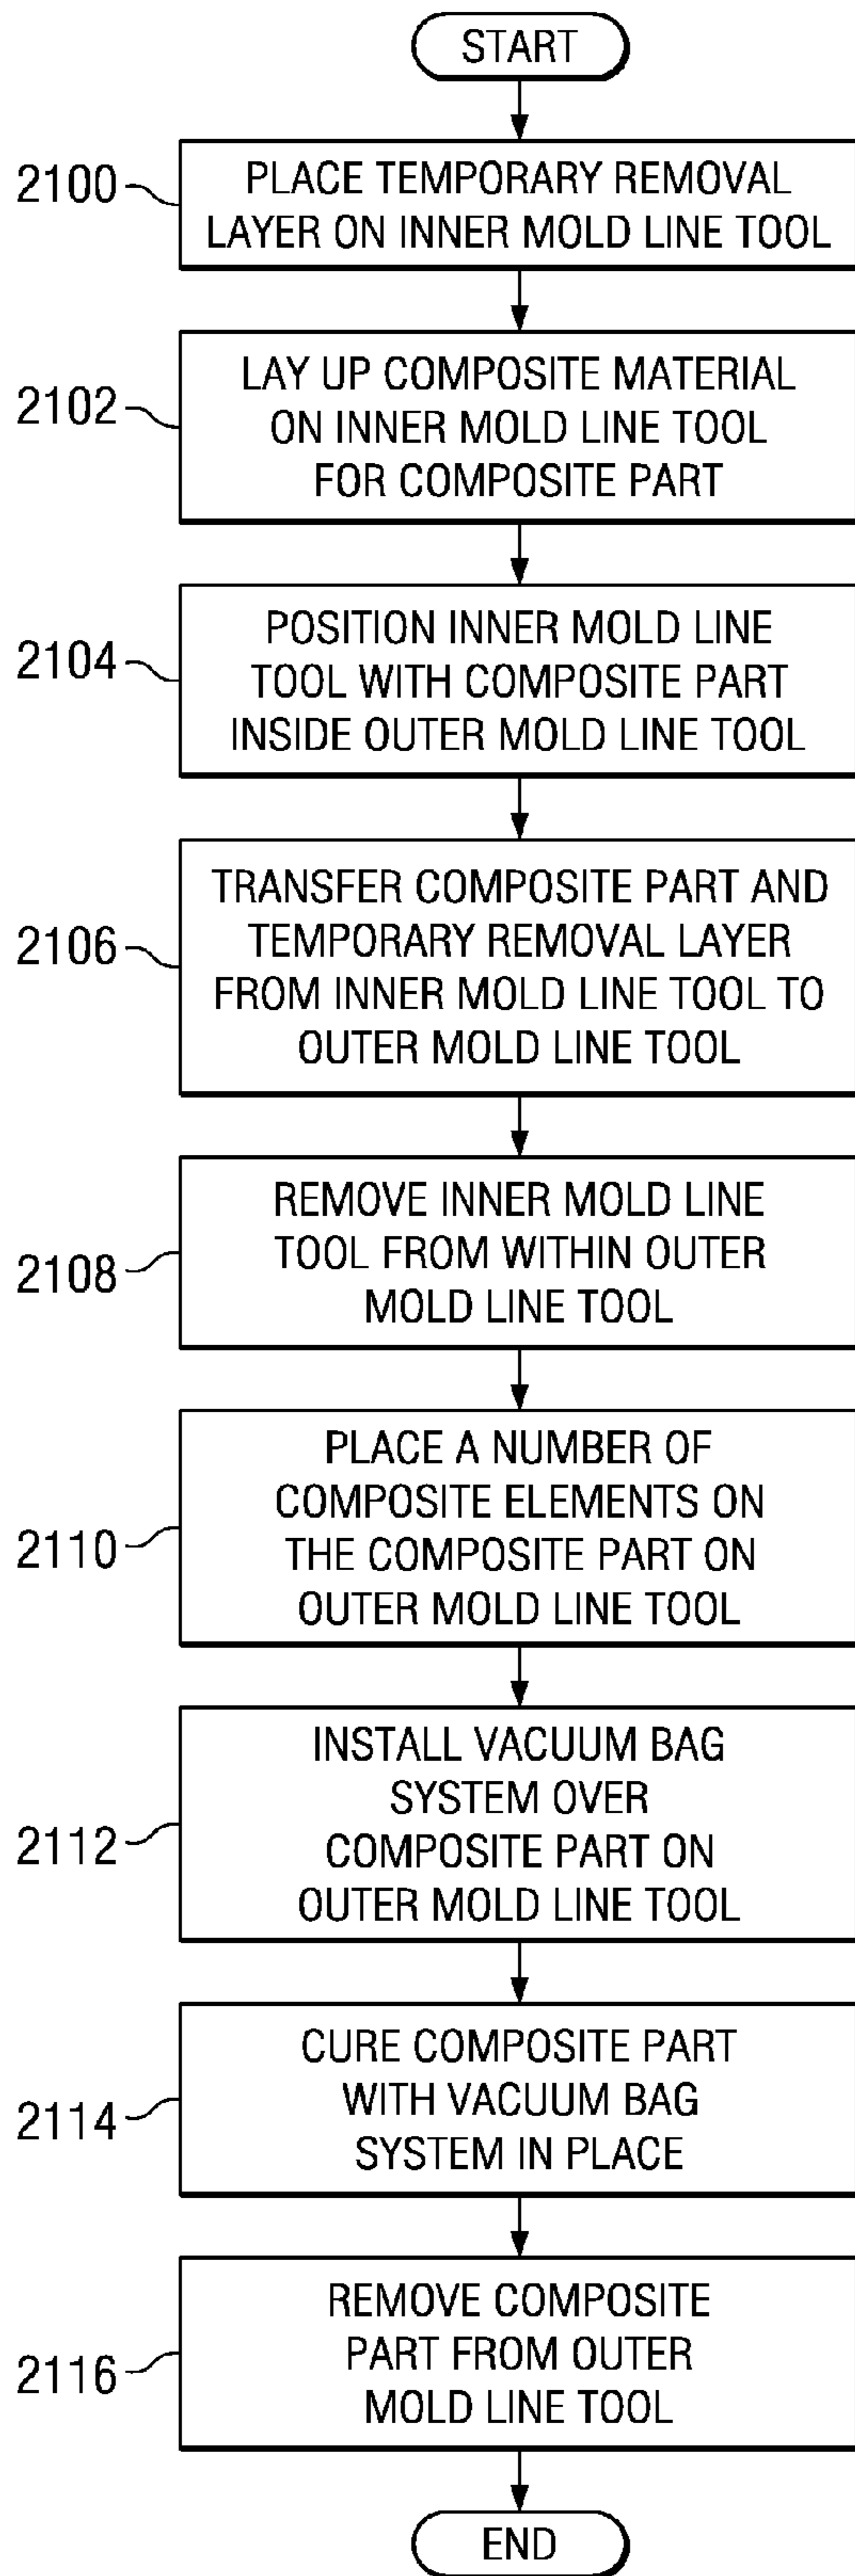 START
2100
PLACE TEMPORARY REMOVAL
LAYER ON INNER MOLD LINE TOOL
2102
LAY UP COMPOSITE MATERIAL
ON INNER MOLD LINE TOOL
FOR COMPOSITE PART
2104
POSITION INNER MOLD LINE
TOOL WITH COMPOSITE PART
INSIDE OUTER MOLD LINE TOOL
2106
TRANSFER COMPOSITE PART AND
TEMPORARY REMOVAL LAYER
FROM INNER MOLD LINE TOOL TO
OUTER MOLD LINE TOOL
2108
REMOVE INNER MOLD LINE
TOOL FROM WITHIN OUTER
MOLD LINE TOOL
2110
PLACE A NUMBER OF
COMPOSITE ELEMENTS ON
THE COMPOSITE PART ON
OUTER MOLD LINE TOOL
2112
INSTALL VACUUM BAG
SYSTEM OVER
COMPOSITE PART ON
OUTER MOLD LINE TOOL
2114
CURE COMPOSITE PART
WITH VACUUM BAG
SYSTEM IN PLACE
2116
REMOVE COMPOSITE
PART FROM OUTER
MOLD LINE TOOL
END